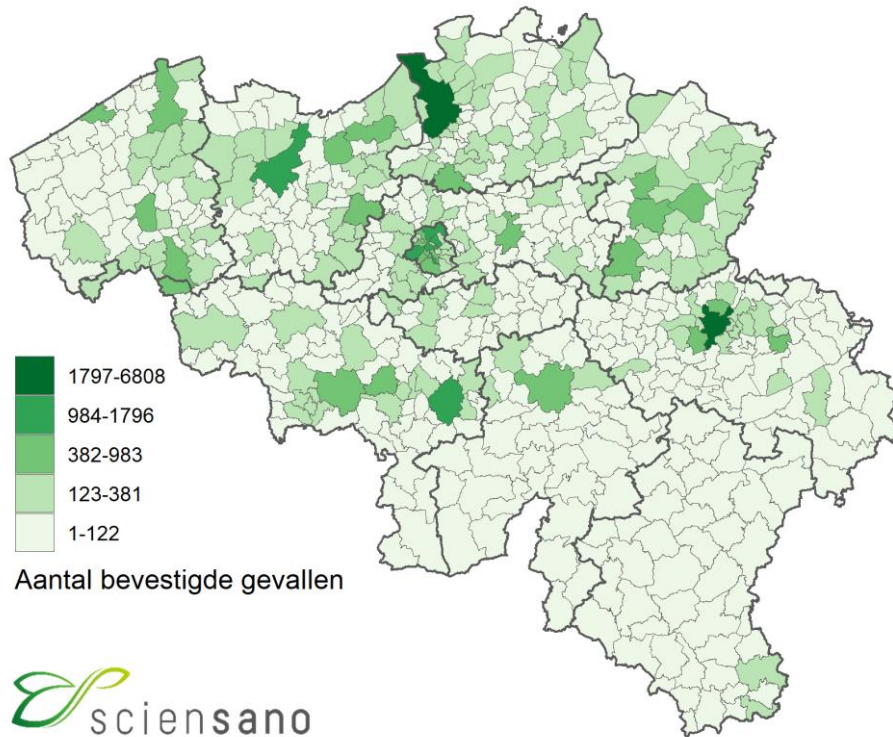 1797-6808
984-1796
382-983
123-381
1-122
Aantal bevestigde gevallen
sciensano